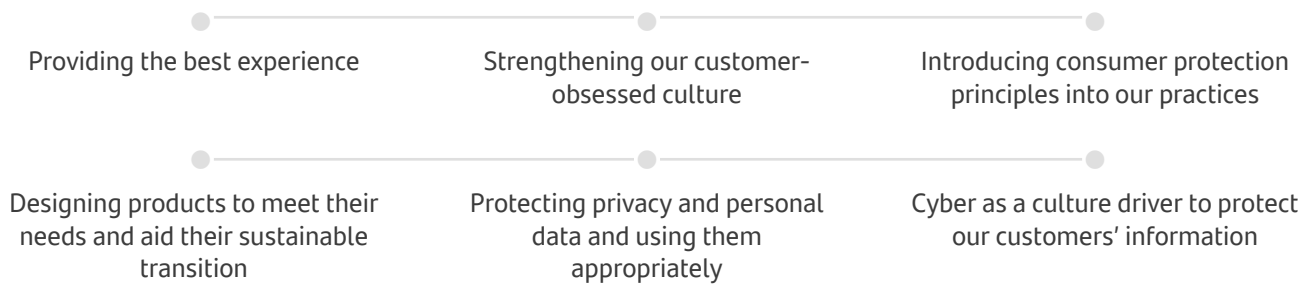 Providing the best experience
Strengthening our customer-
obsessed culture
Introducing consumer protection
principles into our practices
Designing products to meet their
needs and aid their sustainable
transition
Protecting privacy and personal
data and using them
appropriately
Cyber as a culture driver to protect
our customers’ information